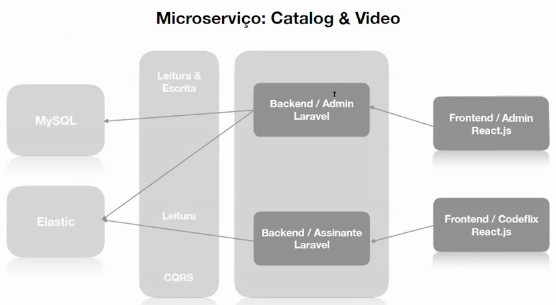 Microserviço: Catalog & Video
Leitura &
Escrita
MySQL
Backend / Admin
Laravel
Frontend / Admin
React.js
Elastic
Leitura
Backend / Assinante
Laravel
Frontend / Codeflix
React.js
CQRS